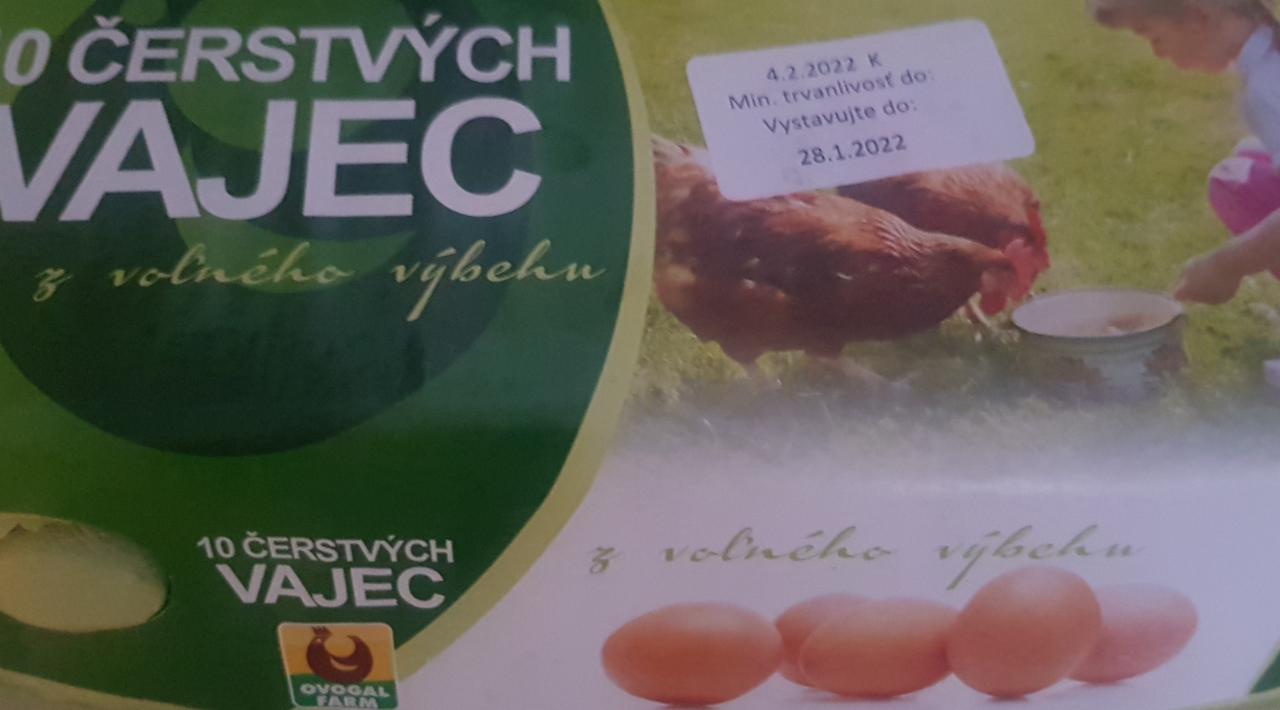 10 ČERSTVÝCH
VAJEC
z voľného výbehu
4.2.2022 K
Min. trvanlivosť do:
Vystavujte do:
28.1.2022
z voľného výbehu
10 ČERSTVÝCH
VAJEC
OVOGAL
FARM